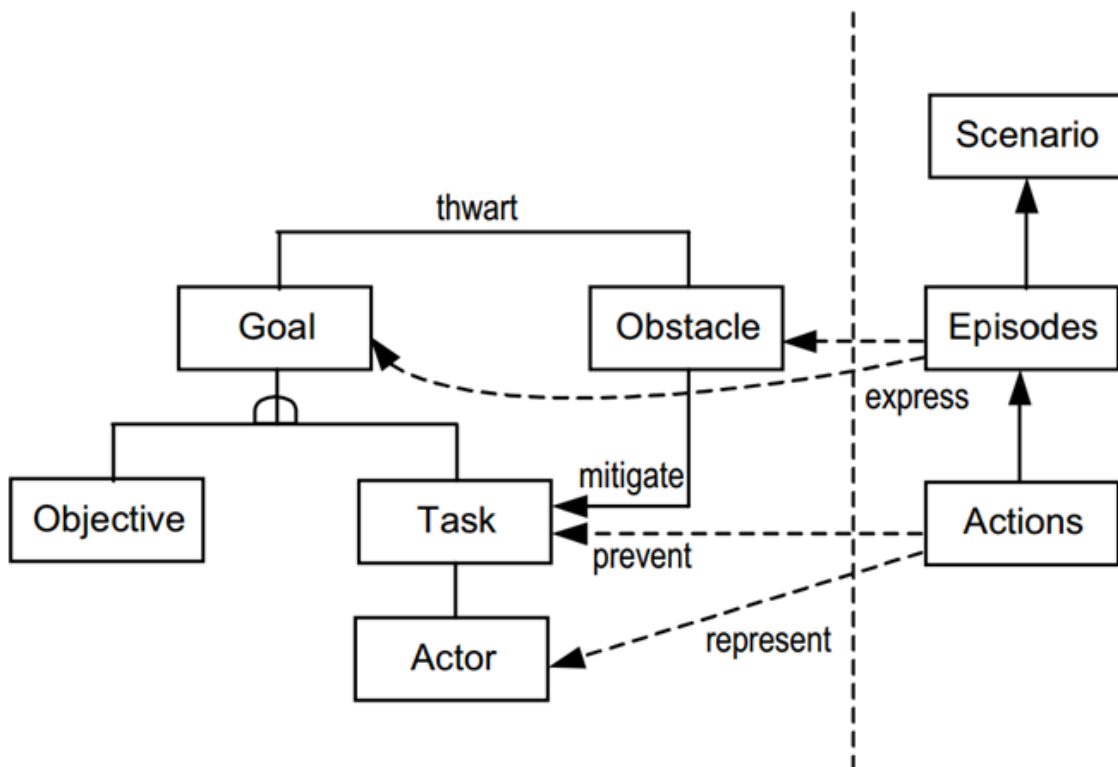 Scenario
thwart
Goal
Obstacle
Episodes
express
mitigate
Objective
Task
Actions
prevent
represent
Actor